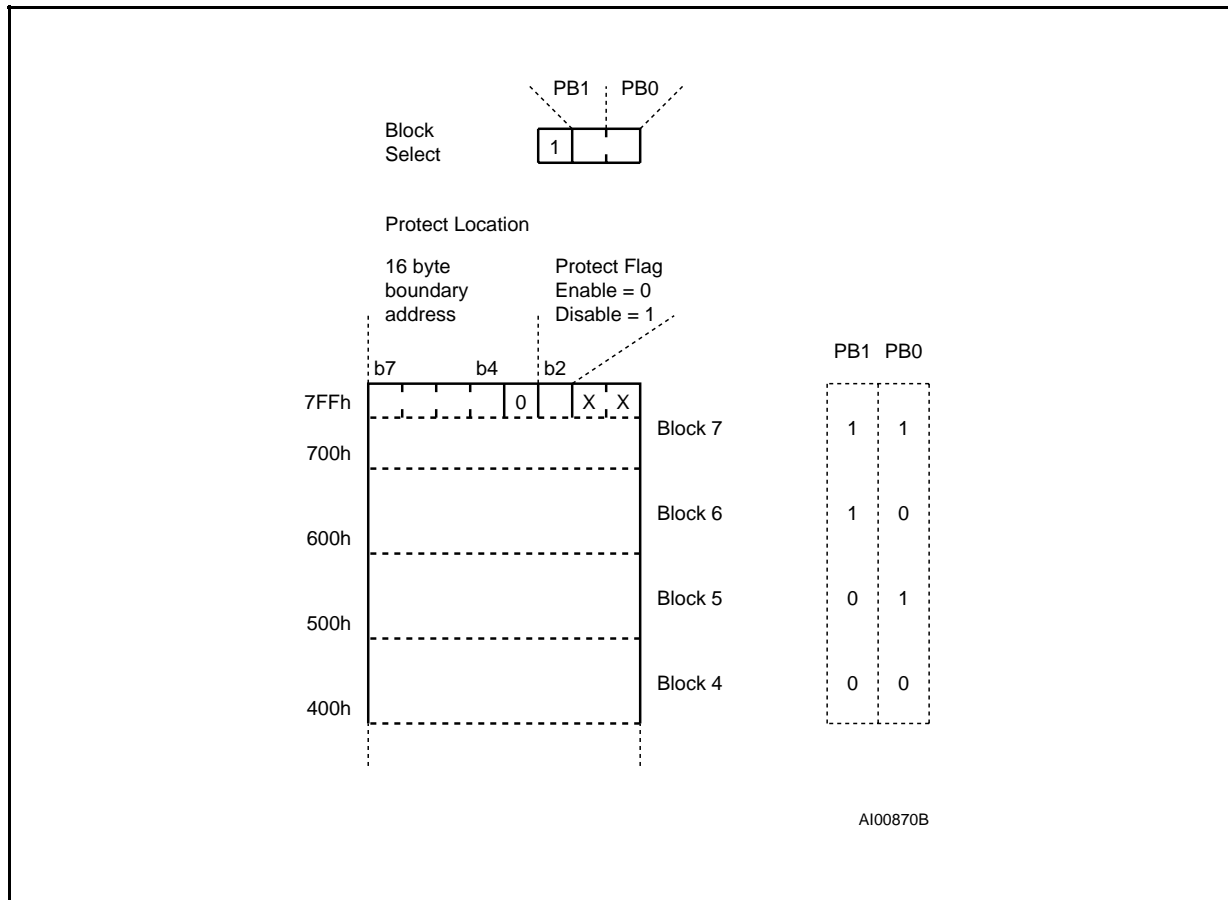 PB1 PB0
Block
Select
1
Protect Location
16 byte
boundary
address
Protect Flag
Enable = 0
Disable = 1
PB1 PB0
b7 b4 b2
7FFh 0 X X
Block 7 1 1
700h
Block 6 1 0
600h
Block 5 0 1
500h
Block 4 0 0
400h
AI00870B